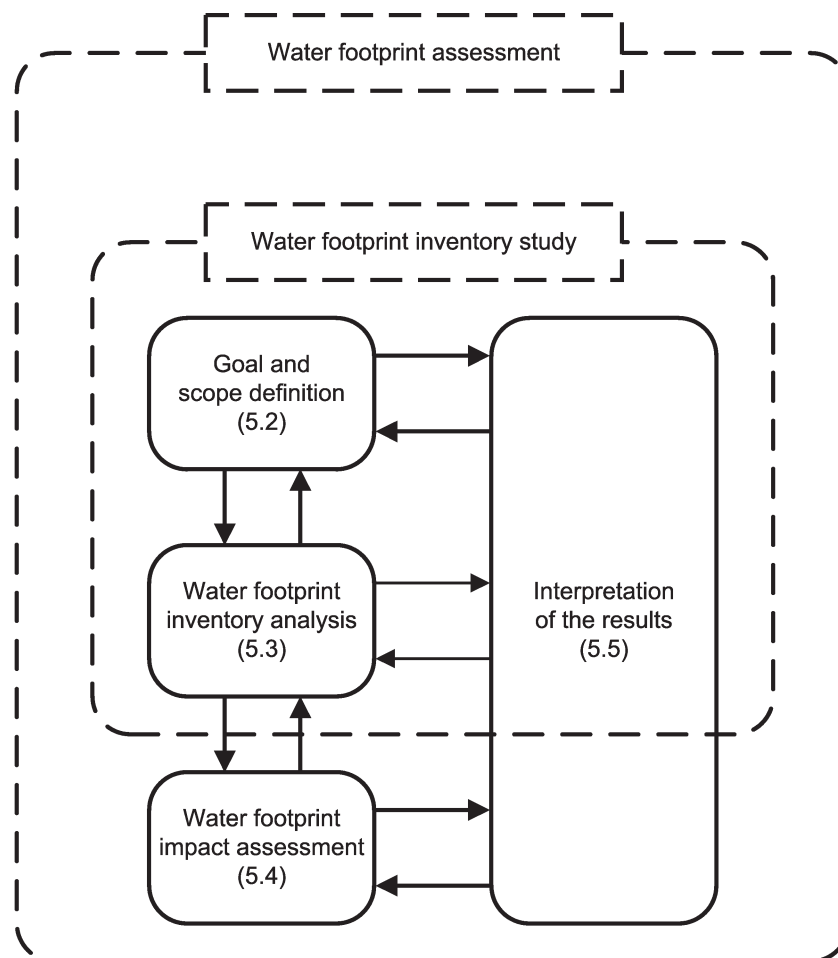 Water footprint assessment
Water footprint inventory study
Goal and
scope definition
(5.2)
Water footprint
inventory analysis
(5.3)
Interpretation
of the results
(5.5)
Water footprint
impact assessment
(5.4)